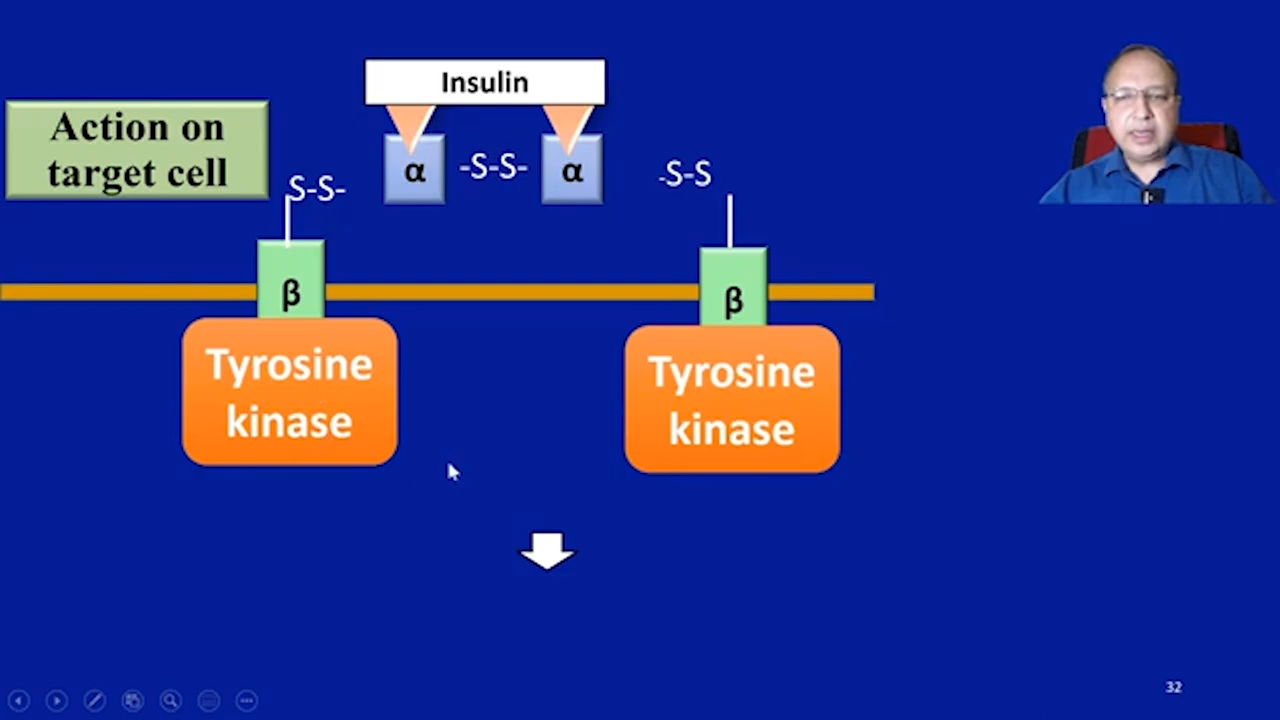 Insulin
Action on
target cell
α
-S-S-
α
S-S-
-S-S
β
β
Tyrosine
kinase
Tyrosine
kinase
32